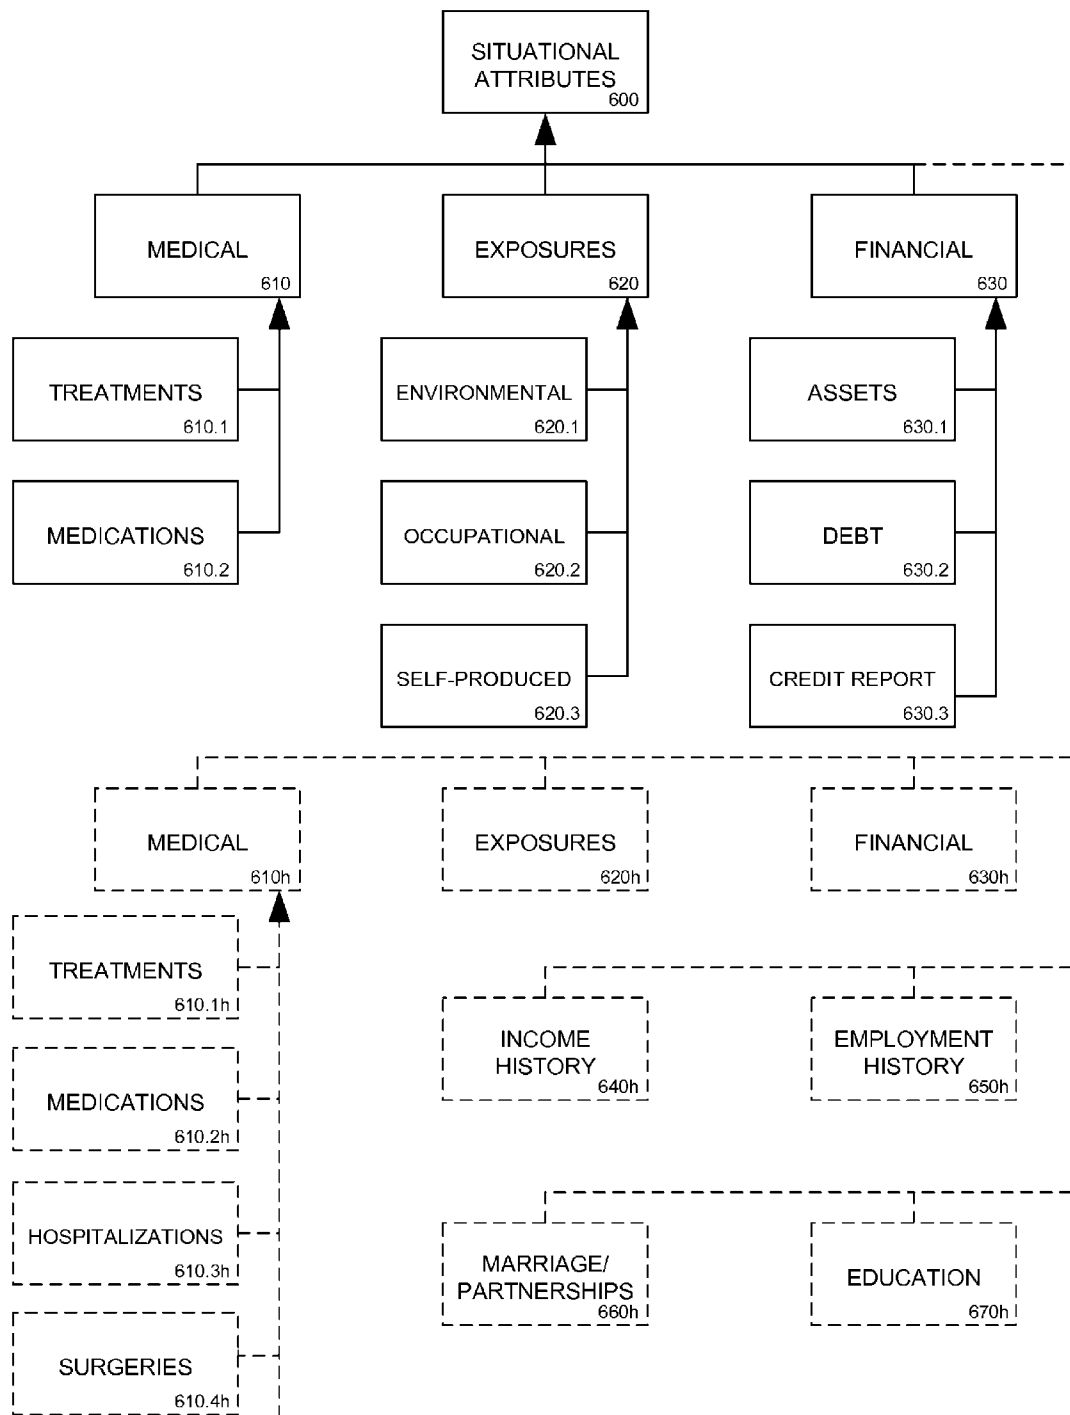 SITUATIONAL
ATTRIBUTES
600
MEDICAL
610
EXPOSURES
620
FINANCIAL
630
TREATMENTS
610.1
ENVIRONMENTAL
620.1
ASSETS
630.1
MEDICATIONS
610.2
OCCUPATIONAL
620.2
DEBT
630.2
SELF-PRODUCED
620.3
CREDIT REPORT
630.3
MEDICAL
610h
EXPOSURES
620h
FINANCIAL
630h
TREATMENTS
610.1h
INCOME
HISTORY
640h
EMPLOYMENT
HISTORY
650h
MEDICATIONS
610.2h
HOSPITALIZATIONS
610.3h
MARRIAGE/
PARTNERSHIPS
660h
EDUCATION
670h
SURGERIES
610.4h